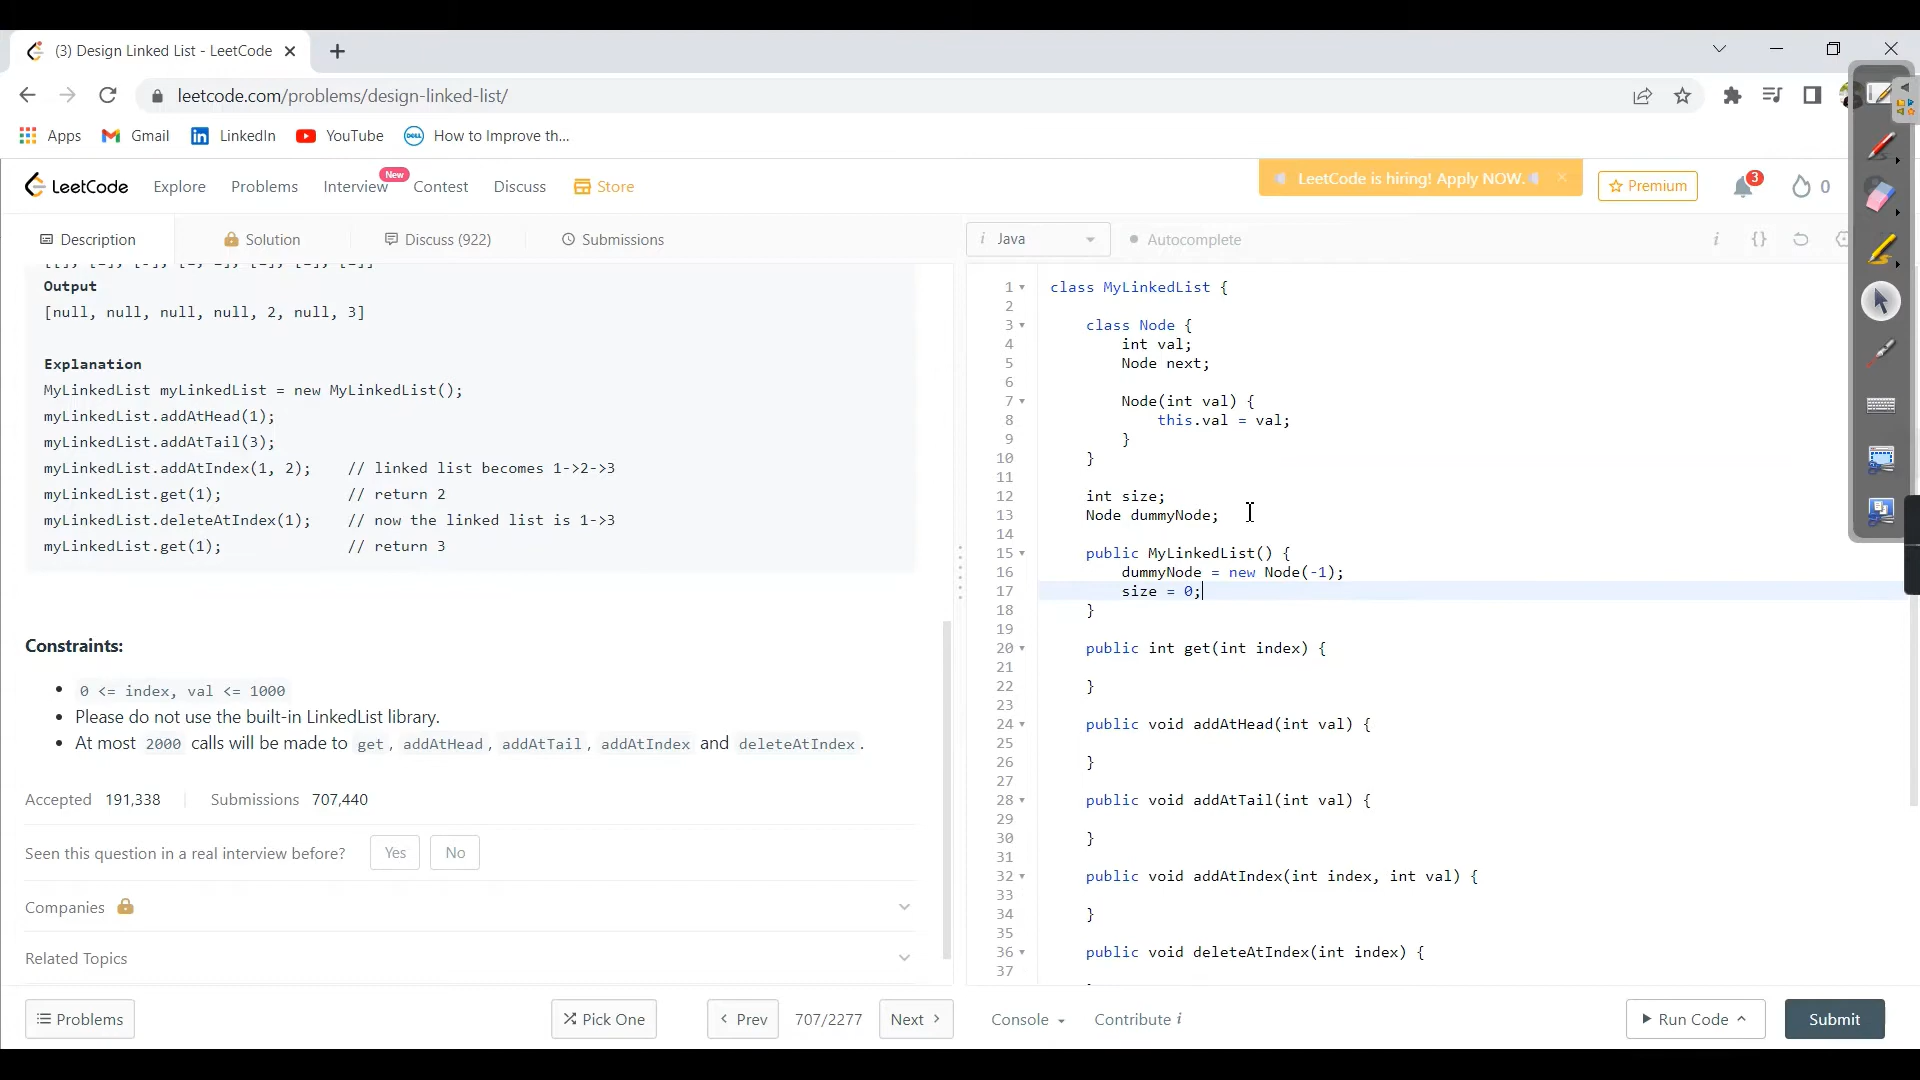 (3) Design Linked List - LeetCode
leetcode.com/problems/design-linked-list/
Apps
Gmail
LinkedIn
YouTube
How to Improve th...
LeetCode
Explore
Problems
Interview
New
Contest
Discuss
Store
LeetCode is hiring! Apply NOW.
Premium
3
0
Description
Solution
Discuss (922)
Submissions
i Java
Autocomplete
Output
[null, null, null, null, 2, null, 3]
Explanation
MyLinkedList myLinkedList = new MyLinkedList();
myLinkedList.addAtHead(1);
myLinkedList.addAtTail(3);
myLinkedList.addAtIndex(1, 2);    // linked list becomes 1->2->3
myLinkedList.get(1);              // return 2
myLinkedList.deleteAtIndex(1);    // now the linked list is 1->3
myLinkedList.get(1);              // return 3
Constraints:
• 0 <= index, val <= 1000
• Please do not use the built-in LinkedList library.
• At most 2000 calls will be made to get, addAtHead, addAtTail, addAtIndex and deleteAtIndex.
Accepted 191,338
Submissions 707,440
Seen this question in a real interview before?
Yes
No
Companies
Related Topics
1 class MyLinkedList {
2
3     class Node {
4         int val;
5         Node next;
6
7         Node(int val) {
8             this.val = val;
9         }
10     }
11
12     int size;
13     Node dummyNode;
14
15     public MyLinkedList() {
16         dummyNode = new Node(-1);
17         size = 0;
18     }
19
20     public int get(int index) {
21
22     }
23
24     public void addAtHead(int val) {
25
26     }
27
28     public void addAtTail(int val) {
29
30     }
31
32     public void addAtIndex(int index, int val) {
33
34     }
35
36     public void deleteAtIndex(int index) {
37
Problems
Pick One
Prev
707/2277
Next
Console
Contribute i
Run Code
Submit